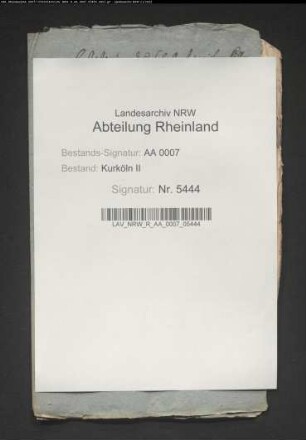 Landesarchiv NRW
Abteilung Rheinland
Bestands-Signatur: AA 0007
Bestand: Kurköln II
Signatur: Nr. 5444
LAV_NRW_R_AA_0007_05444